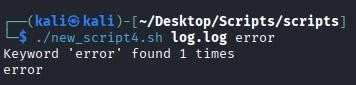 ┌──(kali㉿kali)-[~/Desktop/Scripts/scripts]
└─$ ./new_script4.sh log.log error
Keyword 'error' found 1 times
error